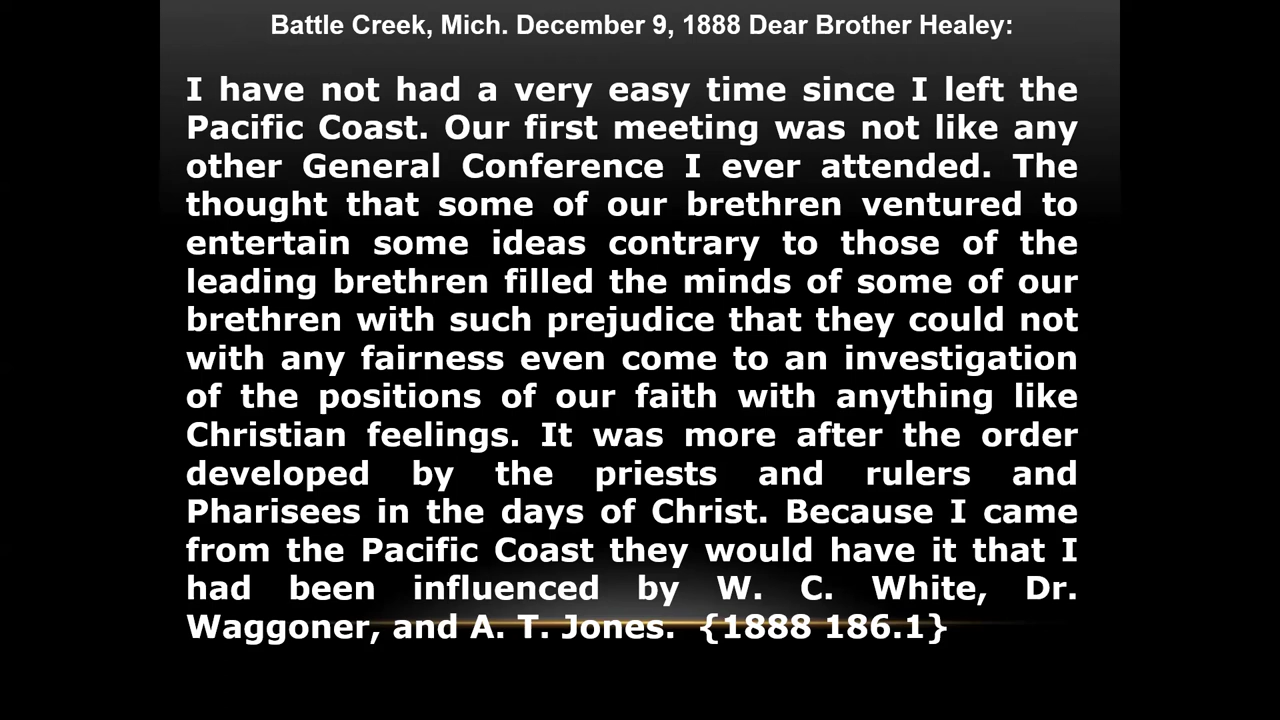 Battle Creek, Mich. December 9, 1888 Dear Brother Healey:
I have not had a very easy time since I left the
Pacific Coast. Our first meeting was not like any
other General Conference I ever attended. The
thought that some of our brethren ventured to
entertain some ideas contrary to those of the
leading brethren filled the minds of some of our
brethren with such prejudice that they could not
with any fairness even come to an investigation
of the positions of our faith with anything like
Christian feelings. It was more after the order
developed by the priests and rulers and
Pharisees in the days of Christ. Because I came
from the Pacific Coast they would have it that I
had been influenced by W. C. White, Dr.
Waggoner, and A. T. Jones. {1888 186.1}